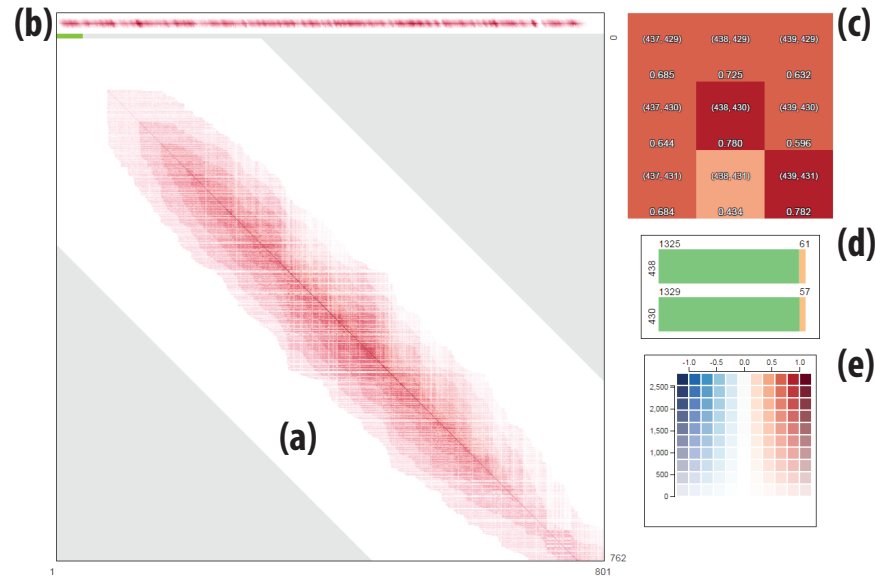 (b)
0
(a)
762
1
801
(c)
(437, 429) (438, 429) (439, 429)
0.685 0.725 0.632
(437, 430) (438, 430) (439, 430)
0.644 0.780 0.596
(437, 431) (438, 431) (439, 431)
0.684 0.434 0.782
(d)
1325 61
438
1329 57
430
(e)
-1.0 -0.5 0.0 0.5 1.0
2,500
2,000
1,500
1,000
500
0